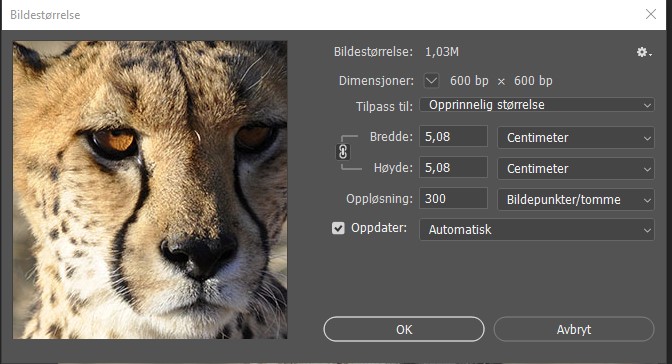 Bildestørrelse
Bildestørrelse: 1,03M
Dimensjoner: 600 bp × 600 bp
Tilpass til: Opprinnelig størrelse
Bredde: 5,08 Centimeter
Høyde: 5,08 Centimeter
Oppløsning: 300 Bildepunkter/tomme
Oppdater: Automatisk
OK Avbryt